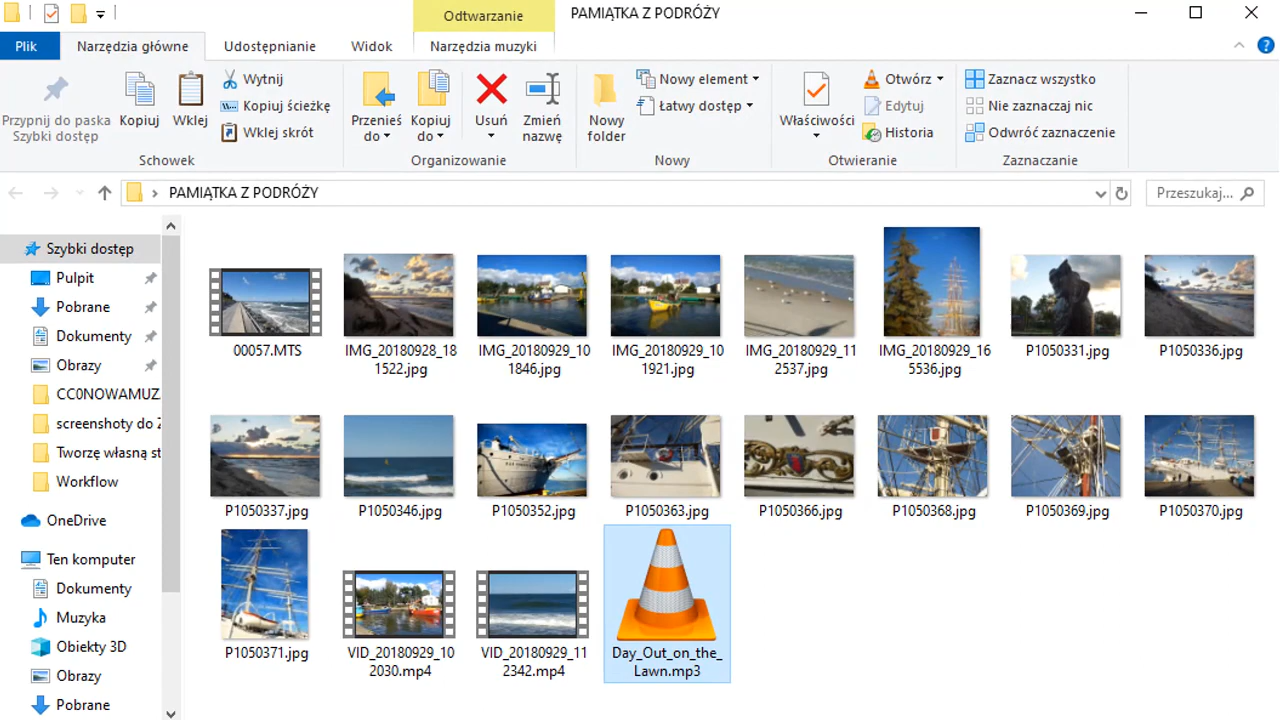 Odtwarzanie
PAMIĄTKA Z PODRÓŻY
Plik
Narzędzia główne
Udostępnianie
Widok
Narzędzia muzyki
Przypnij do paska
Szybki dostęp
Kopiuj
Wklej
Wytnij
Kopiuj ścieżkę
Wklej skrót
Schowek
Przenieś
do
Kopiuj
do
Usuń
Zmień
nazwę
Organizowanie
Nowy
folder
Nowy element
Łatwy dostęp
Nowy
Właściwości
Otwórz
Edytuj
Historia
Otwieranie
Zaznacz wszystko
Nie zaznaczaj nic
Odwróć zaznaczenie
Zaznaczanie
PAMIĄTKA Z PODRÓŻY
Przeszukaj...
Szybki dostęp
Pulpit
Pobrane
Dokumenty
Obrazy
CC0NOWAMUZ
screenshoty do Z
Tworzę własną st
Workflow
OneDrive
Ten komputer
Dokumenty
Muzyka
Obiekty 3D
Obrazy
Pobrane
00057.MTS
IMG_20180928_18
1522.jpg
IMG_20180929_10
1846.jpg
IMG_20180929_10
1921.jpg
IMG_20180929_11
2537.jpg
IMG_20180929_16
5536.jpg
P1050331.jpg
P1050336.jpg
P1050337.jpg
P1050346.jpg
P1050352.jpg
P1050363.jpg
P1050366.jpg
P1050368.jpg
P1050369.jpg
P1050370.jpg
P1050371.jpg
VID_20180929_10
2030.mp4
VID_20180929_11
2342.mp4
Day_Out_on_the_
Lawn.mp3